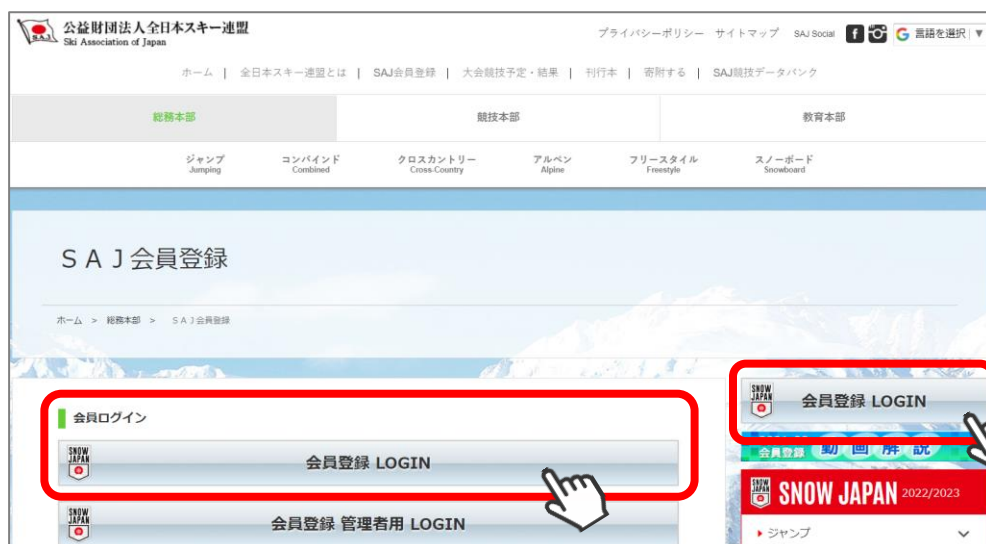 公益財団法人全日本スキー連盟
Ski Association of Japan
プライバシーポリシー サイトマップ SAJ Social 言語を選択 ▼
ホーム | 全日本スキー連盟とは | SAJ会員登録 | 大会競技予定・結果 | 刊行本 | 寄附する | SAJ競技データバンク
総務本部 競技本部 教育本部
ジャンプ コンバインド クロスカントリー アルペン フリースタイル スノーボード
Jumping Combined Cross-Country Alpine Freestyle Snowboard
ＳＡＪ会員登録
ホーム > 総務本部 > ＳＡＪ会員登録
会員ログイン
SNOW JAPAN 会員登録 LOGIN
SNOW JAPAN 会員登録 管理者用 LOGIN
SNOW JAPAN 会員登録 LOGIN
会員登録 動画解説
SNOW JAPAN SNOW JAPAN 2022/2023
ジャンプ